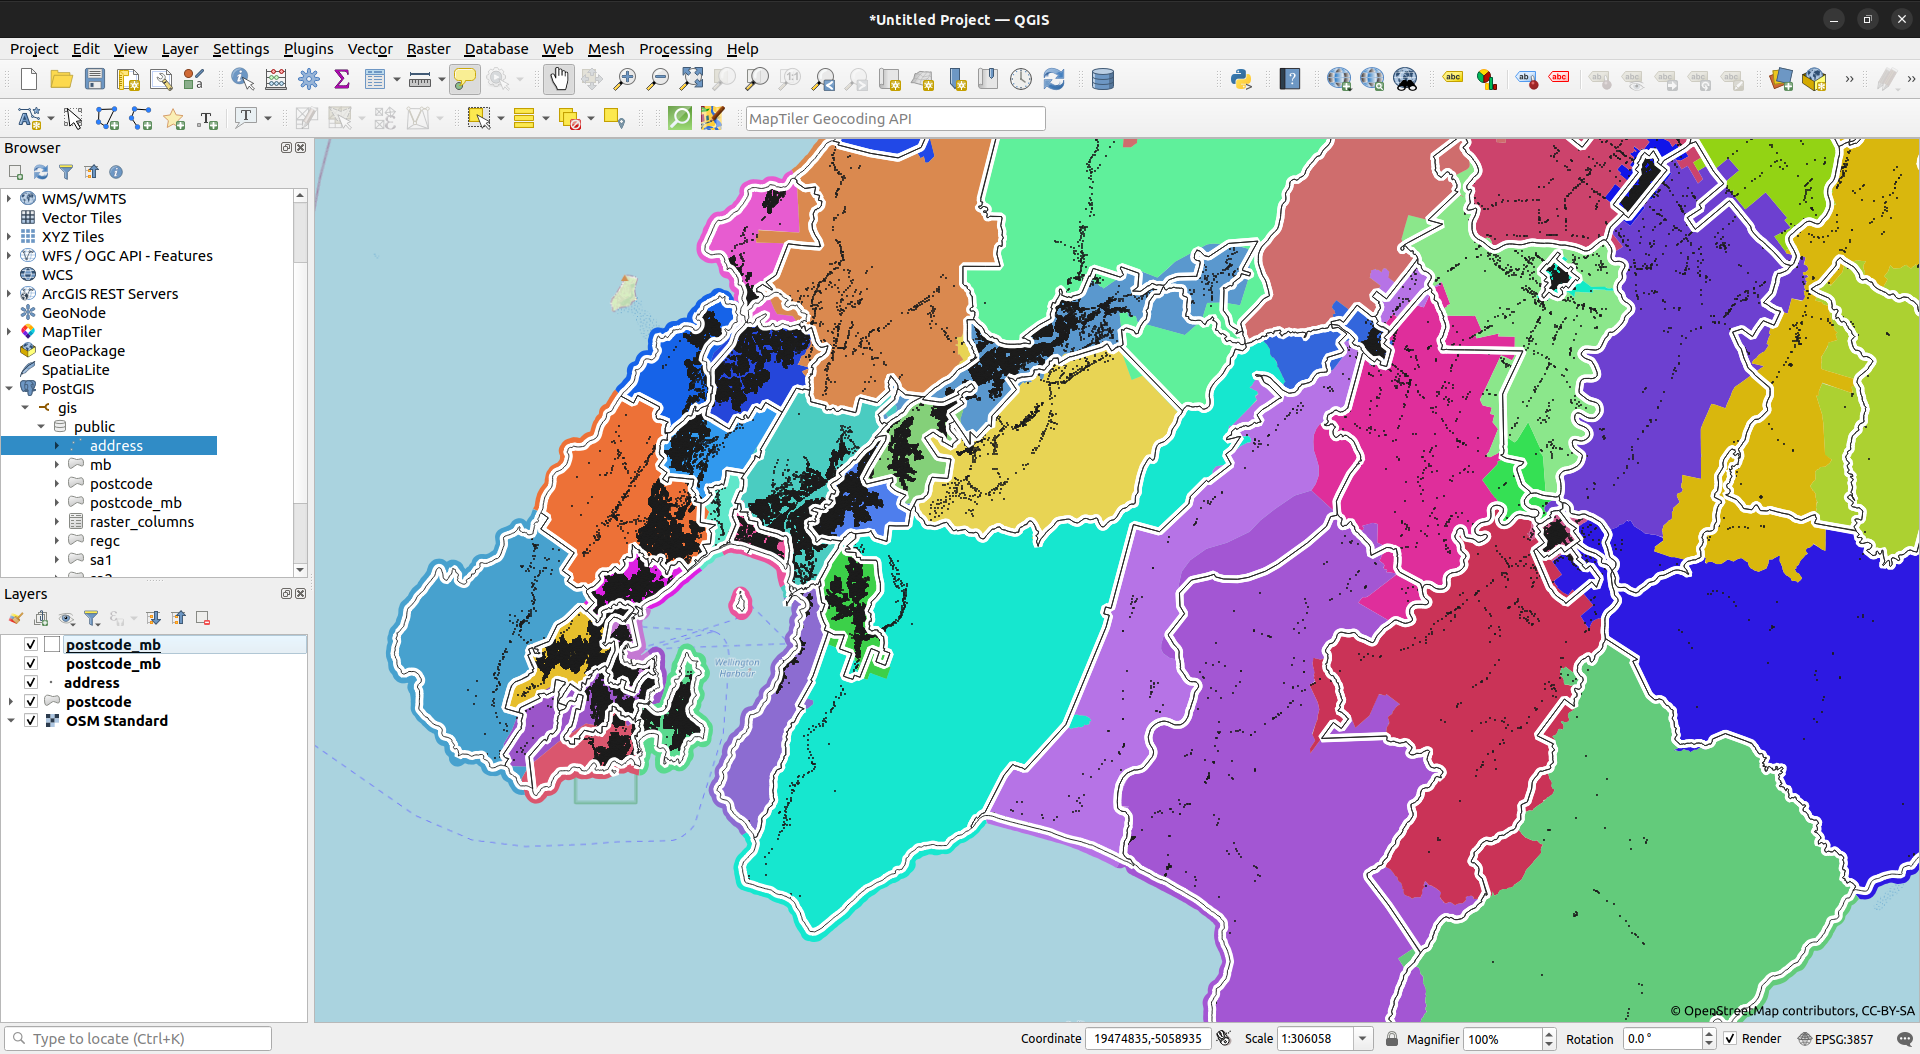 *Untitled Project — QGIS
Project Edit View Layer Settings Plugins Vector Raster Database Web Mesh Processing Help
MapTiler Geocoding API
Browser
WMS/WMTS
Vector Tiles
XYZ Tiles
WFS / OGC API - Features
WCS
ArcGIS REST Servers
GeoNode
MapTiler
GeoPackage
SpatiaLite
PostGIS
gis
public
address
mb
postcode
postcode_mb
raster_columns
regc
sa1
Layers
postcode_mb
postcode_mb
address
postcode
OSM Standard
Wellington
Harbour
© OpenStreetMap contributors, CC-BY-SA
Type to locate (Ctrl+K)
Coordinate 19474835,-5058935 Scale 1:306058 Magnifier 100% Rotation 0.0 ° Render EPSG:3857